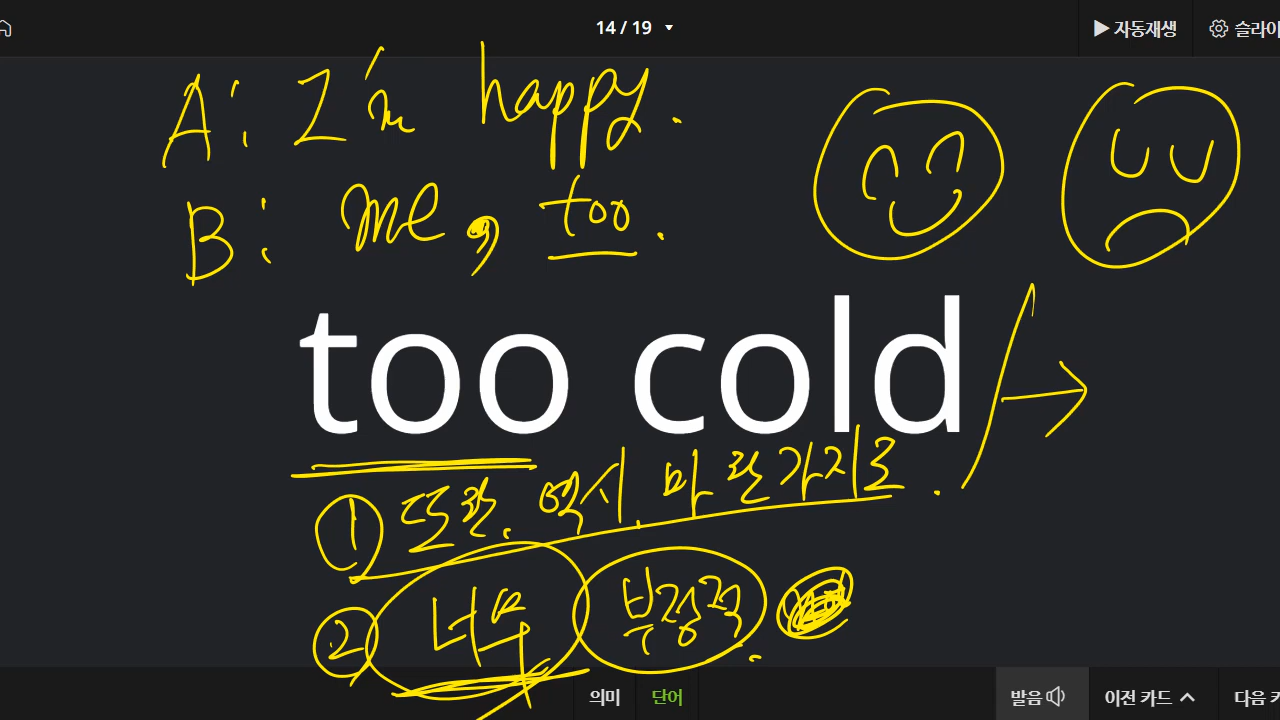 14 / 19
자동재생
슬라이
A: I'm happy.
B: me, too.
too cold
① 또한. 역시. 마찬가지로.
② 너무 부정적.
의미 단어
발음 이전 카드 다음 카